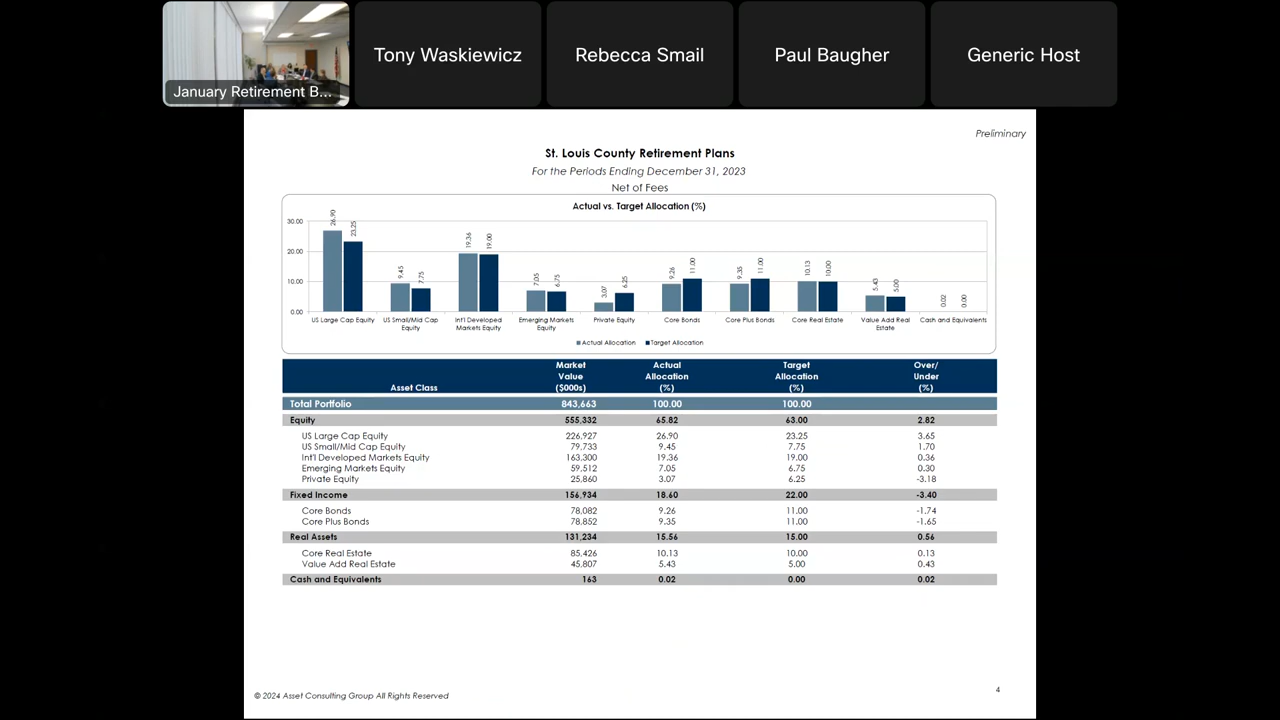 Tony Waskiewicz
Rebecca Smail
Paul Baugher
Generic Host
January Retirement B...
Preliminary
St. Louis County Retirement Plans
For the Periods Ending December 31, 2023
Net of Fees
Actual vs. Target Allocation (%)
30.00
20.00
10.00
0.00
26.90 23.25 9.45 7.75 19.36 19.00 7.05 6.75 3.07 6.25 9.26 11.00 9.35 11.00 10.13 10.00 5.43 5.00 0.02 0.00
US Large Cap Equity US Small/Mid Cap Equity Int'l Developed Markets Equity Emerging Markets Equity Private Equity Core Bonds Core Plus Bonds Core Real Estate Value Add Real Estate Cash and Equivalents
Actual Allocation Target Allocation
Asset Class Market Value ($000s) Actual Allocation (%) Target Allocation (%) Over/ Under (%)
Total Portfolio 843,663 100.00 100.00
Equity 555,332 65.82 63.00 2.82
US Large Cap Equity 226,927 26.90 23.25 3.65
US Small/Mid Cap Equity 79,733 9.45 7.75 1.70
Int'l Developed Markets Equity 163,300 19.36 19.00 0.36
Emerging Markets Equity 59,512 7.05 6.75 0.30
Private Equity 25,860 3.07 6.25 -3.18
Fixed Income 156,934 18.60 22.00 -3.40
Core Bonds 78,082 9.26 11.00 -1.74
Core Plus Bonds 78,852 9.35 11.00 -1.65
Real Assets 131,234 15.56 15.00 0.56
Core Real Estate 85,426 10.13 10.00 0.13
Value Add Real Estate 45,807 5.43 5.00 0.43
Cash and Equivalents 163 0.02 0.00 0.02
© 2024 Asset Consulting Group All Rights Reserved
4